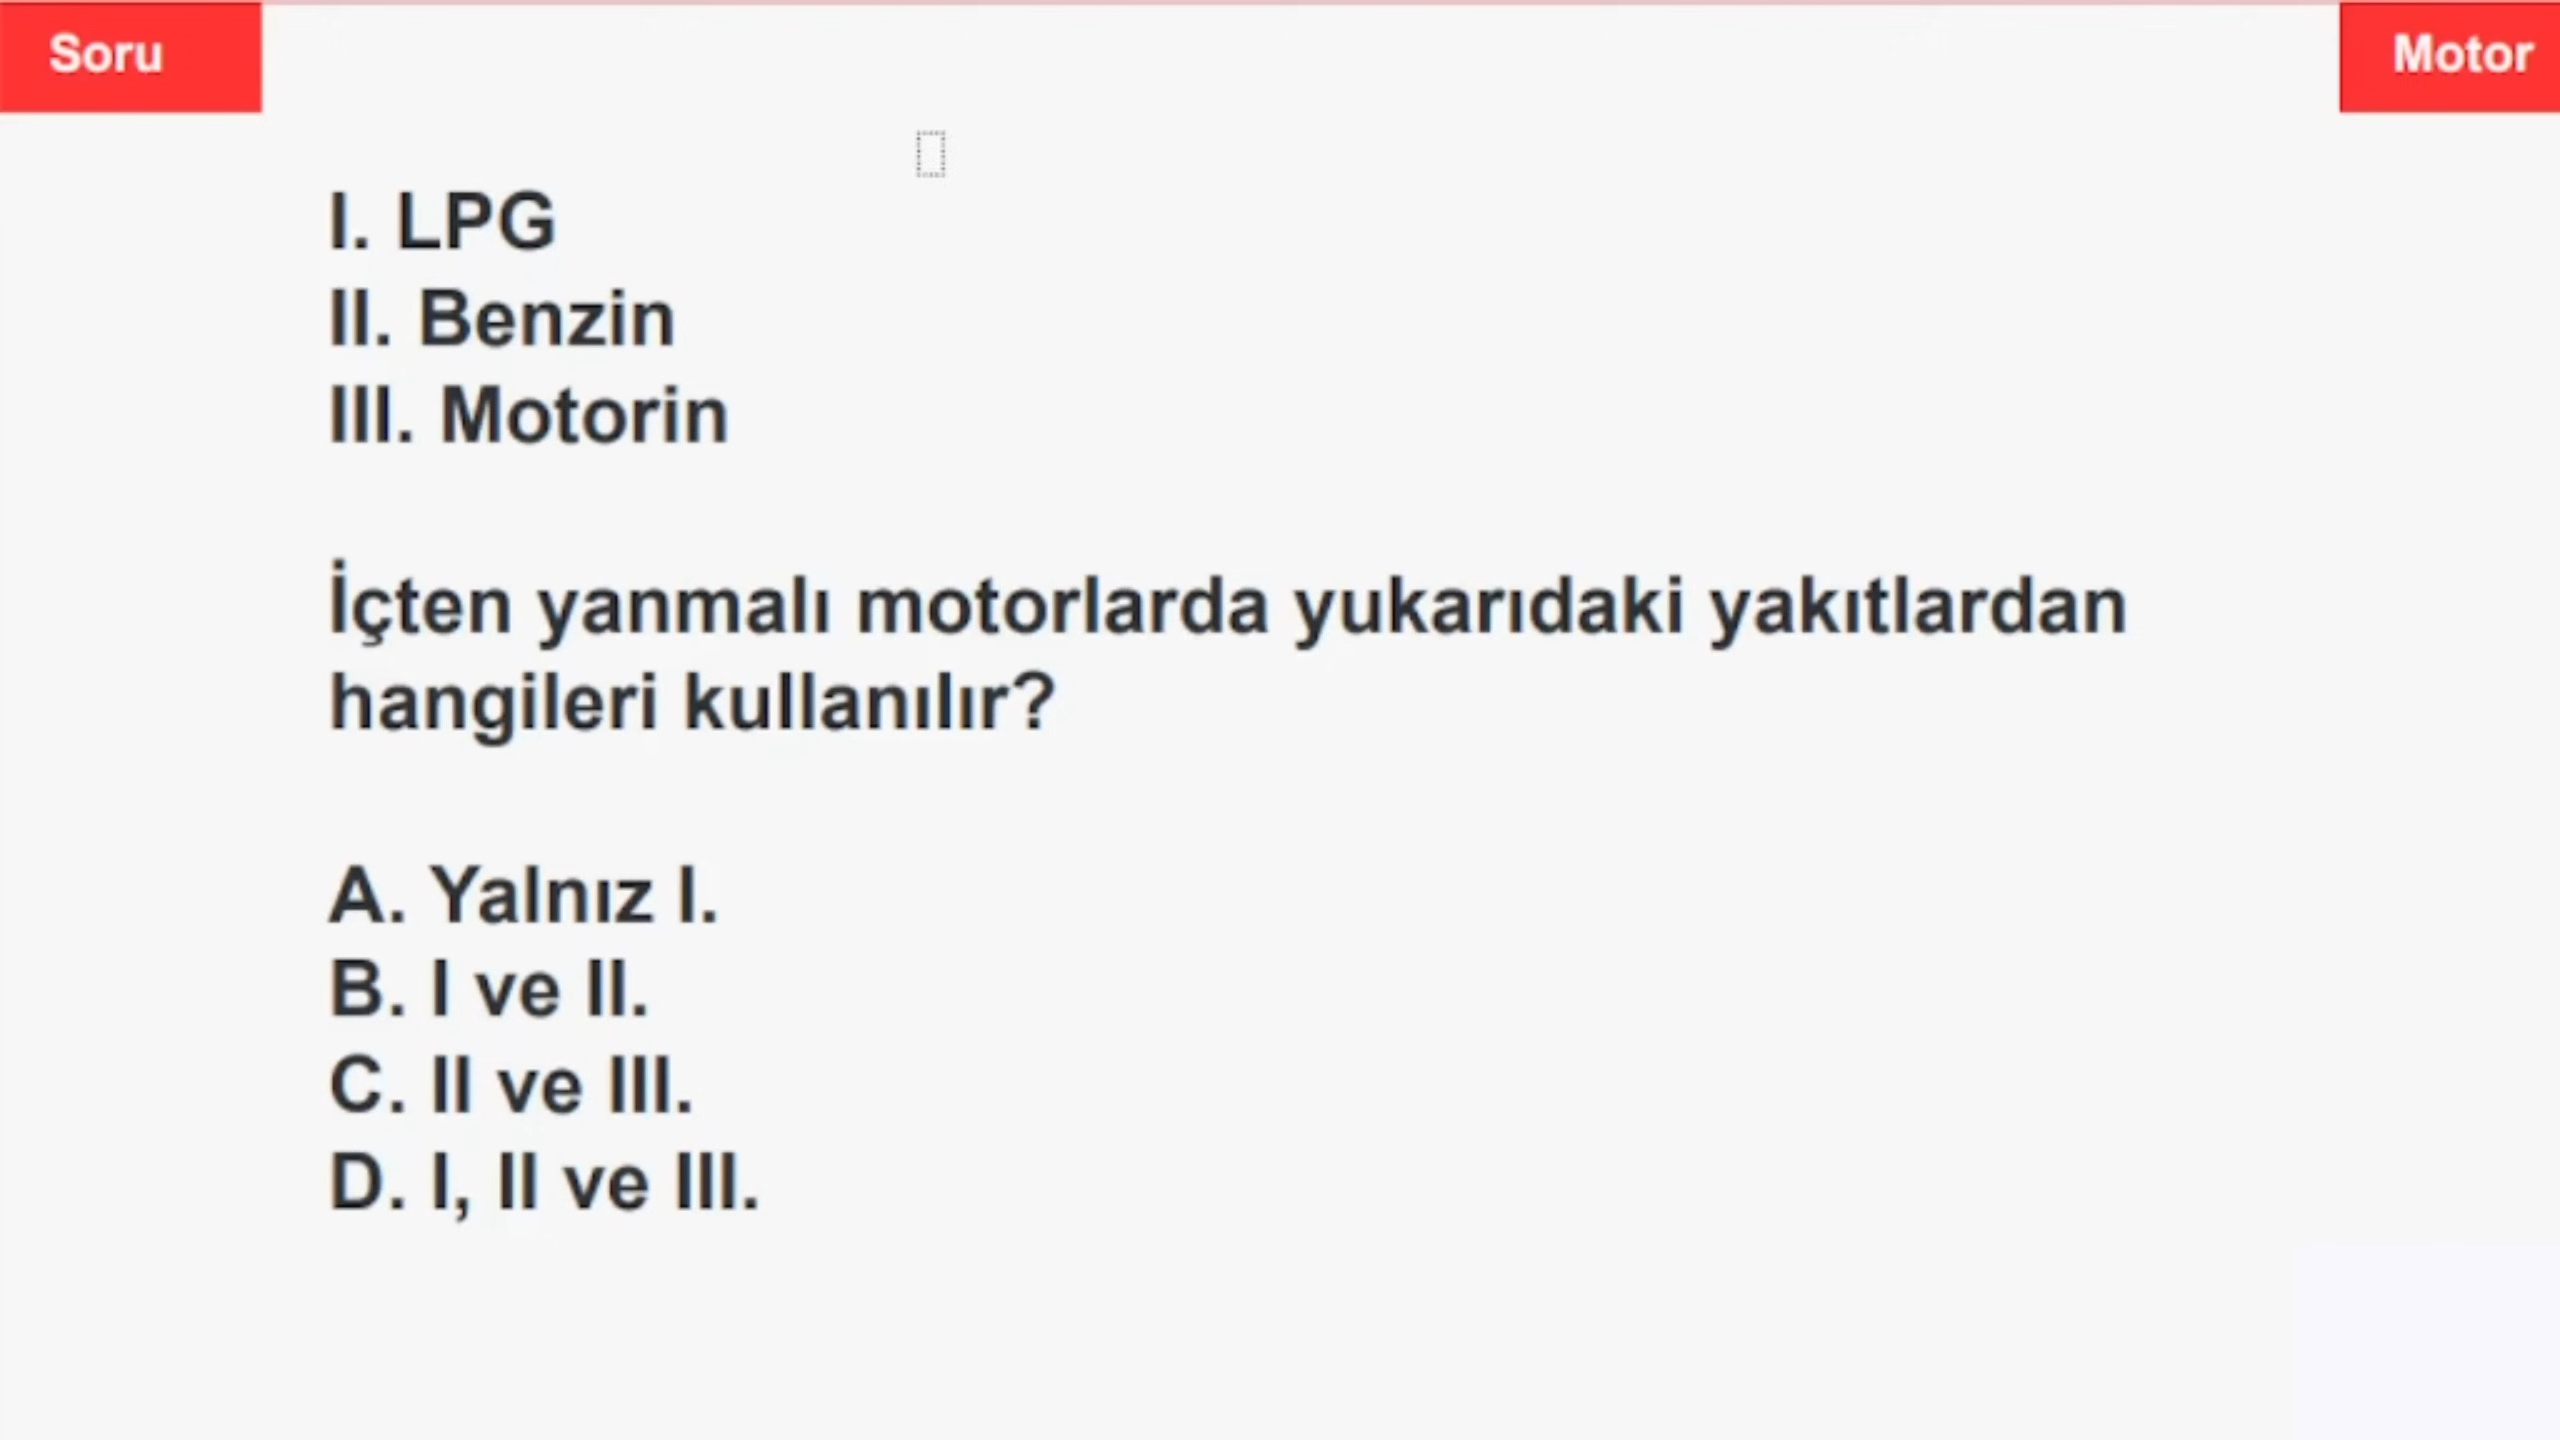 Soru
Motor
I. LPG
II. Benzin
III. Motorin
İçten yanmalı motorlarda yukarıdaki yakıtlardan
hangileri kullanılır?
A. Yalnız I.
B. I ve II.
C. II ve III.
D. I, II ve III.